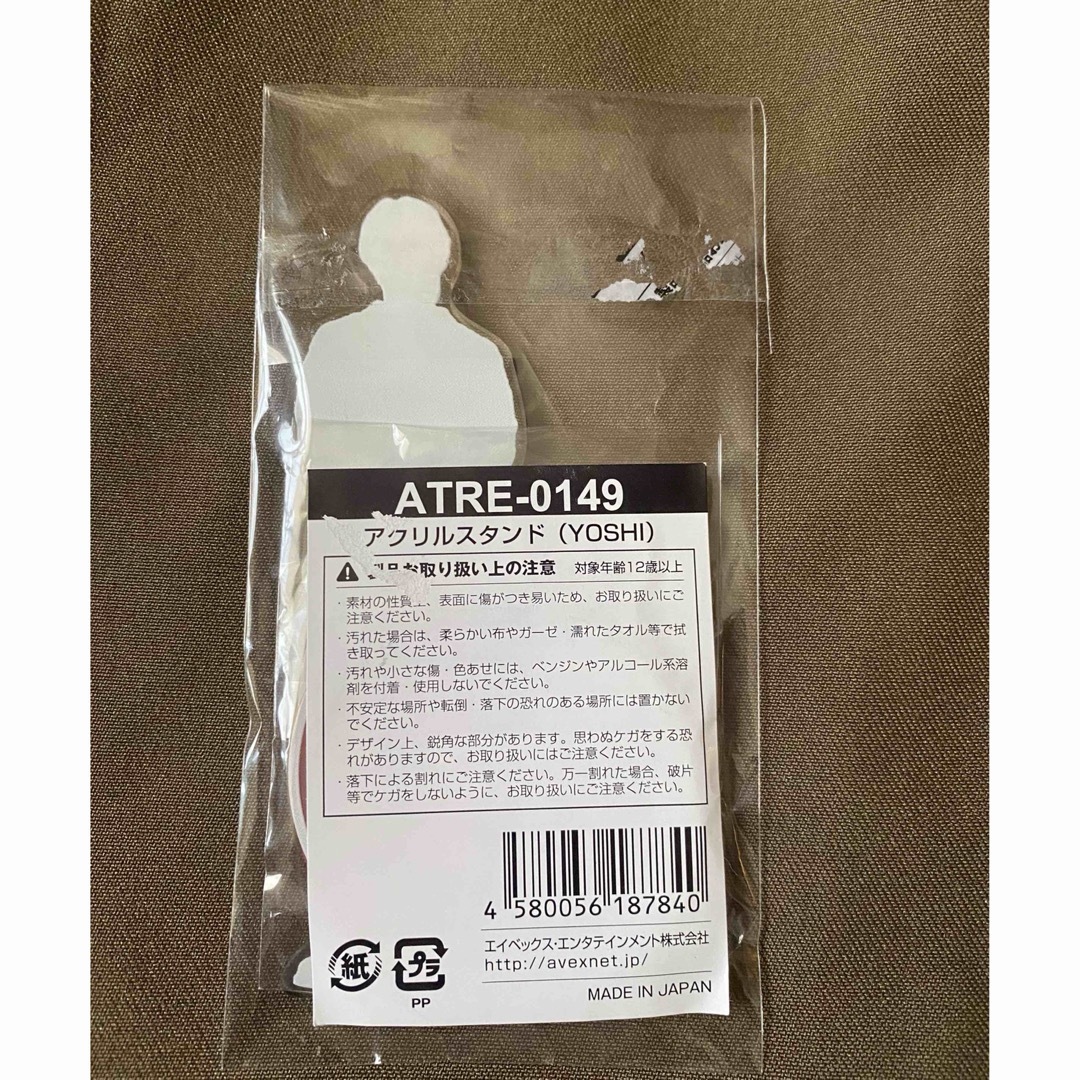 ATRE-0149
アクリルスタンド（YOSHI）
お取り扱い上の注意 対象年齢12歳以上
・素材の性質上、表面に傷がつき易いため、お取り扱いにご
注意ください。
・汚れた場合は、柔らかい布やガーゼ・濡れたタオル等で拭
き取ってください。
・汚れや小さな傷・色あせには、ベンジンやアルコール系溶
剤を付着・使用しないでください。
・不安定な場所や転倒・落下の恐れのある場所には置かない
でください。
・デザイン上、鋭角な部分があります。思わぬケガをする恐
れがありますので、お取り扱いにはご注意ください。
・落下による割れにご注意ください。万一割れた場合、破片
等でケガをしないように、お取り扱いにご注意ください。
4 580056 187840
エイベックス・エンタテインメント株式会社
http://avexnet.jp/
紙
プラ
PP
MADE IN JAPAN